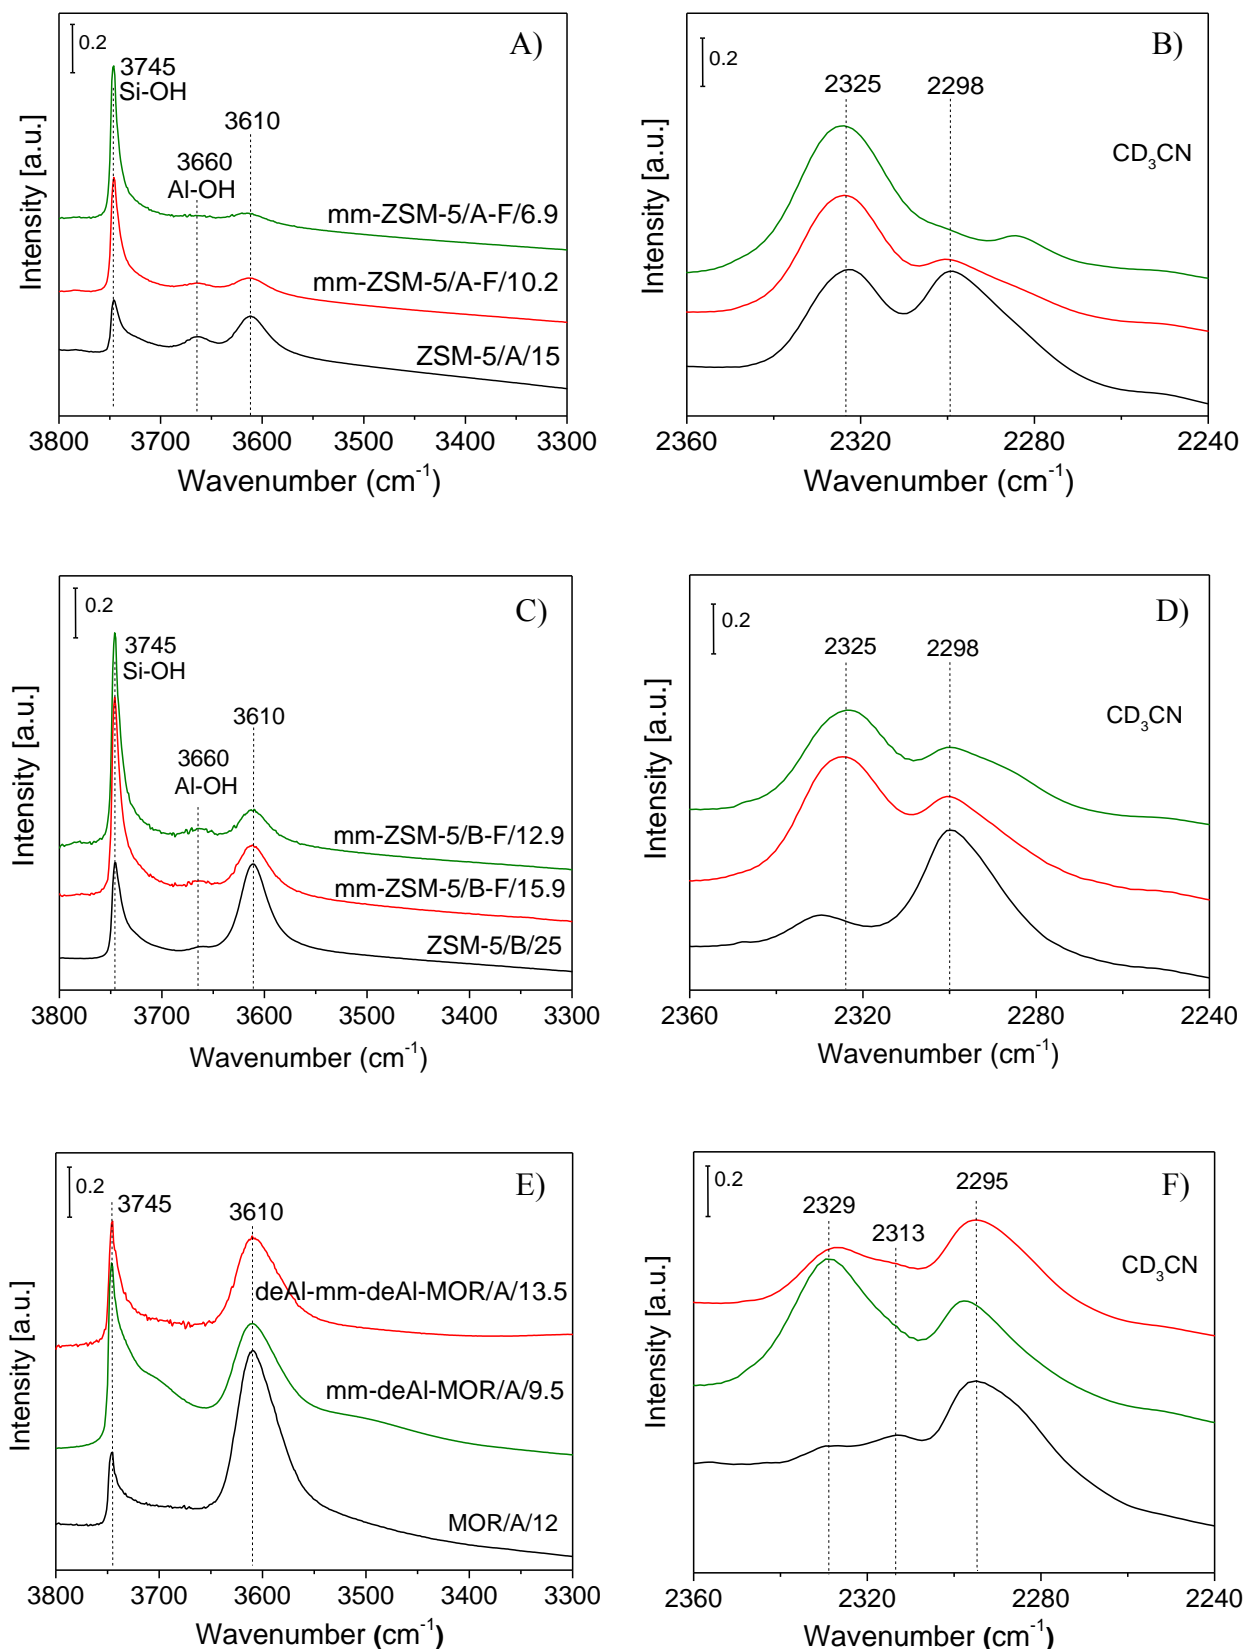 A)
0.2
3745
Si-OH
3610
3660
Al-OH
mm-ZSM-5/A-F/6.9
mm-ZSM-5/A-F/10.2
ZSM-5/A/15
Intensity [a.u.]
3800 3700 3600 3500 3400 3300
Wavenumber (cm-1)
B)
0.2
2325 2298
CD3CN
Intensity [a.u.]
2360 2320 2280 2240
Wavenumber (cm-1)
C)
0.2
3745
Si-OH
3610
3660
Al-OH
mm-ZSM-5/B-F/12.9
mm-ZSM-5/B-F/15.9
ZSM-5/B/25
Intensity [a.u.]
3800 3700 3600 3500 3400 3300
Wavenumber (cm-1)
D)
0.2
2325 2298
CD3CN
Intensity [a.u.]
2360 2320 2280 2240
Wavenumber (cm-1)
E)
0.2
3745
3610
deAl-mm-deAl-MOR/A/13.5
mm-deAl-MOR/A/9.5
MOR/A/12
Intensity [a.u.]
3800 3700 3600 3500 3400 3300
Wavenumber (cm-1)
F)
0.2
2329
2313
2295
CD3CN
Intensity [a.u.]
2360 2320 2280 2240
Wavenumber (cm-1)